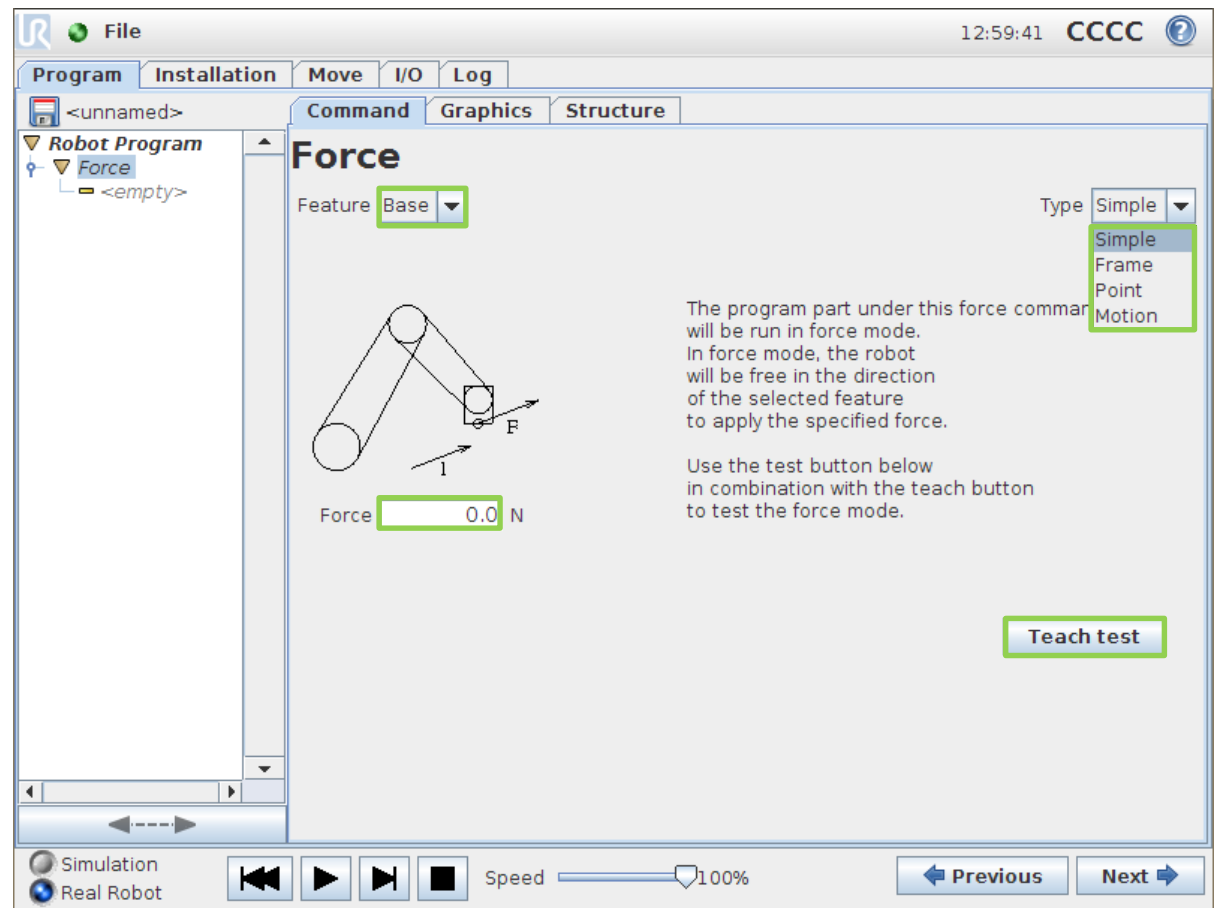 UR File 12:59:41 CCCC ?
Program Installation Move I/O Log
<unnamed> Command Graphics Structure
Robot Program
Force
<empty>
Force
Feature Base Type Simple
Simple
Frame
Point
Motion
The program part under this force comman
will be run in force mode.
In force mode, the robot
will be free in the direction
of the selected feature
to apply the specified force.
F
1
Use the test button below
in combination with the teach button
to test the force mode.
Force 0.0 N
Teach test
Simulation
Real Robot
Speed 100%
Previous Next